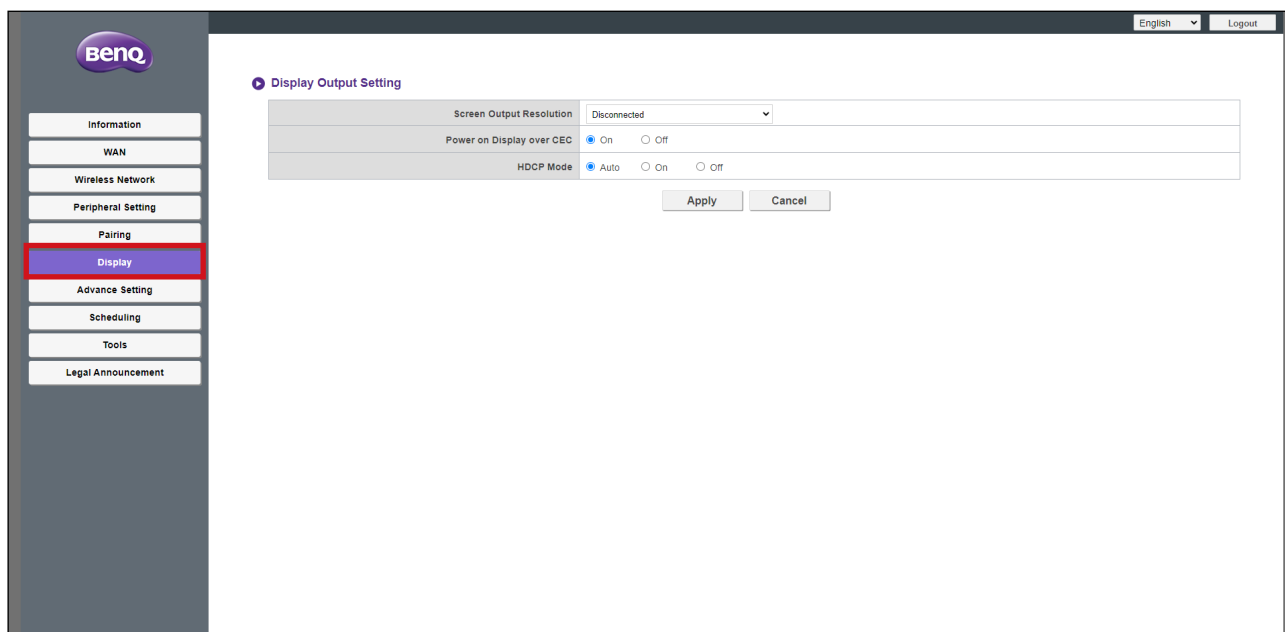 English Logout
BenQ
Display Output Setting
Screen Output Resolution Disconnected
Power on Display over CEC On Off
HDCP Mode Auto On Off
Apply Cancel
Information
WAN
Wireless Network
Peripheral Setting
Pairing
Display
Advance Setting
Scheduling
Tools
Legal Announcement